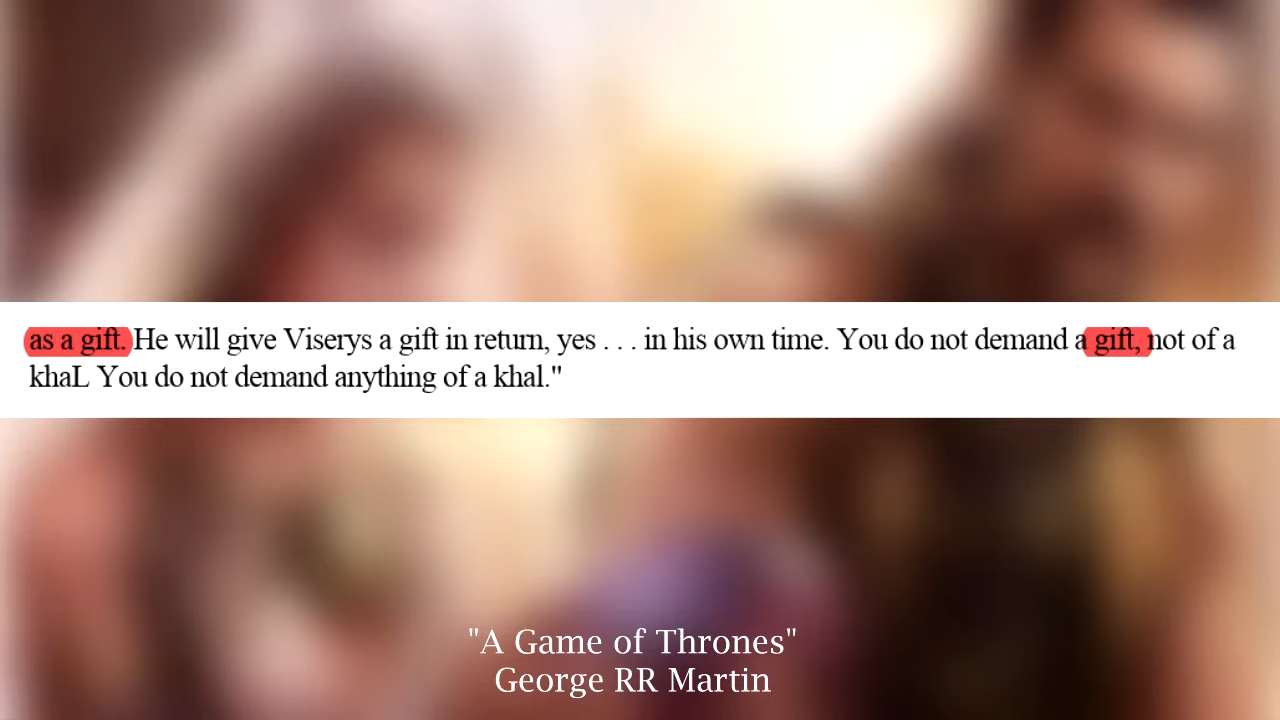 as a gift. He will give Viserys a gift in return, yes . . . in his own time. You do not demand a gift, not of a
khaL You do not demand anything of a khal."
"A Game of Thrones"
George RR Martin